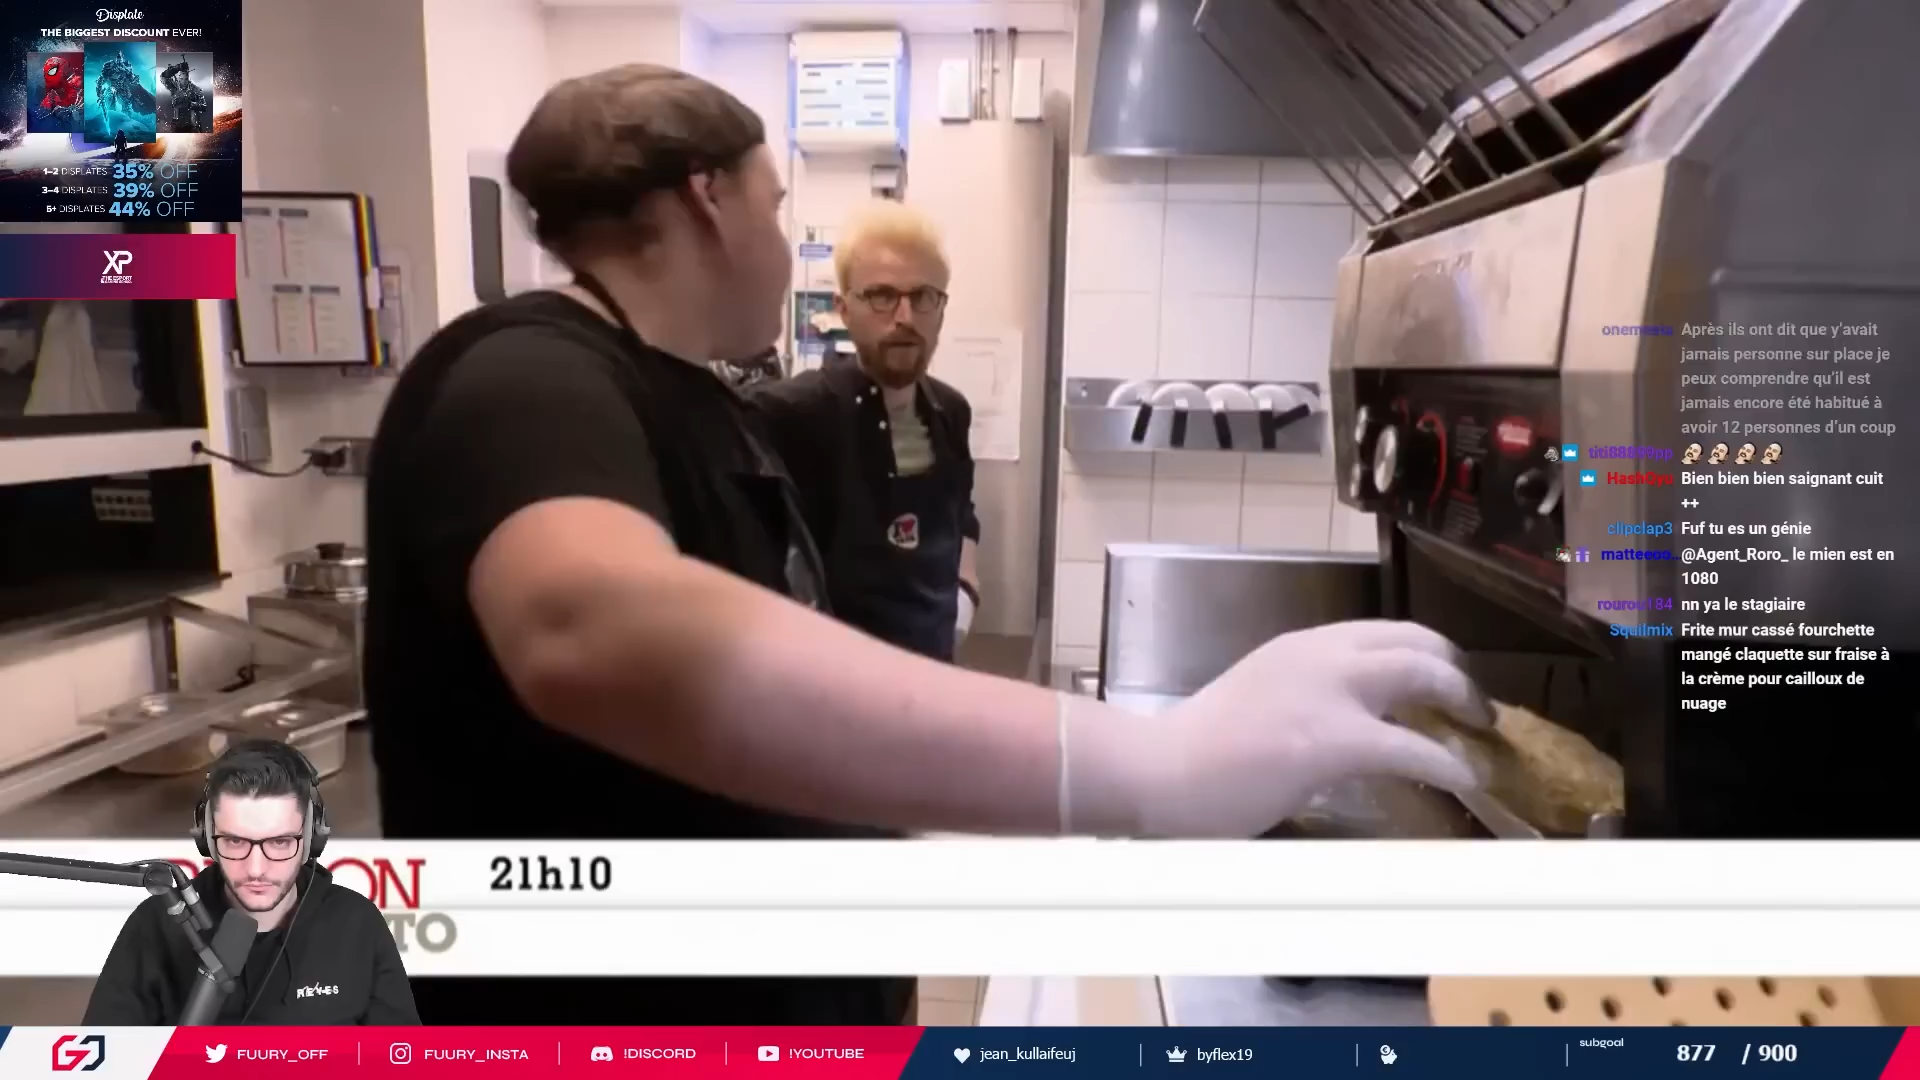 Displate
THE BIGGEST DISCOUNT EVER!
1-2 DISPLATES 35% OFF
3-4 DISPLATES 39% OFF
5+ DISPLATES 44% OFF
XP
Après ils ont dit que y'avait
jamais personne sur place je
peux comprendre qu'il est
jamais encore été habitué à
avoir 12 personnes d'un coup
HashOyo Bien bien bien saignant cuit
++
clipclap3 Fuf tu es un génie
matteeoo.. @Agent_Roro_ le mien est en
1080
rourou184 nn ya le stagiaire
Squilmix Frite mur cassé fourchette
mangé claquette sur fraise à
la crème pour cailloux de
nuage
21h10
FUURY_OFF
FUURY_INSTA
!DISCORD
!YOUTUBE
jean_kullaifeuj
byflex19
subgoal
877 / 900